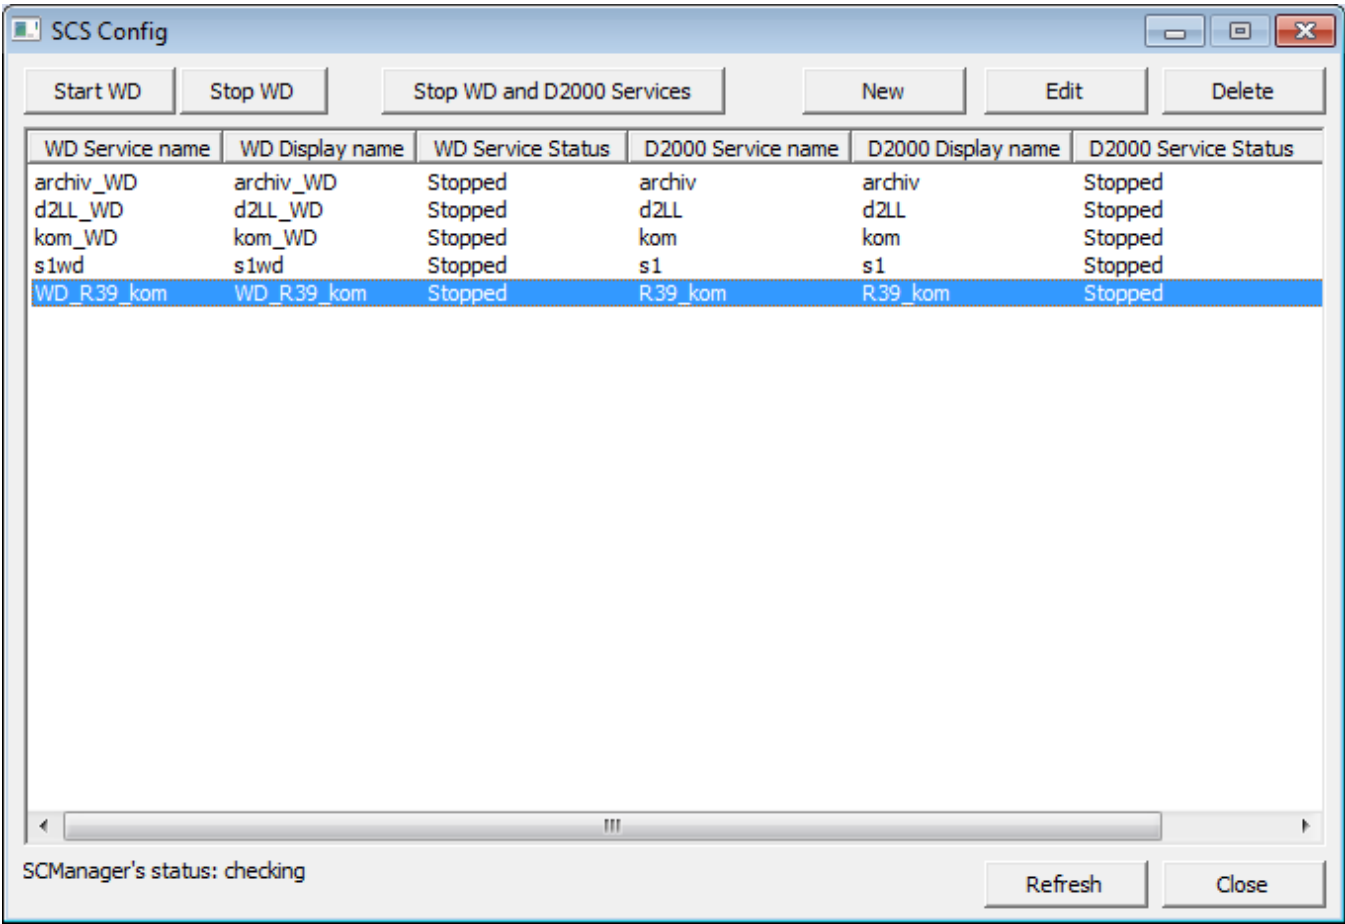 SCS Config
Start WD Stop WD Stop WD and D2000 Services New Edit Delete
WD Service name WD Display name WD Service Status D2000 Service name D2000 Display name D2000 Service Status
archiv_WD archiv_WD Stopped archiv archiv Stopped
d2LL_WD d2LL_WD Stopped d2LL d2LL Stopped
kom_WD kom_WD Stopped kom kom Stopped
s1wd s1wd Stopped s1 s1 Stopped
WD_R39_kom WD_R39_kom Stopped R39_kom R39_kom Stopped
SCManager's status: checking
Refresh Close